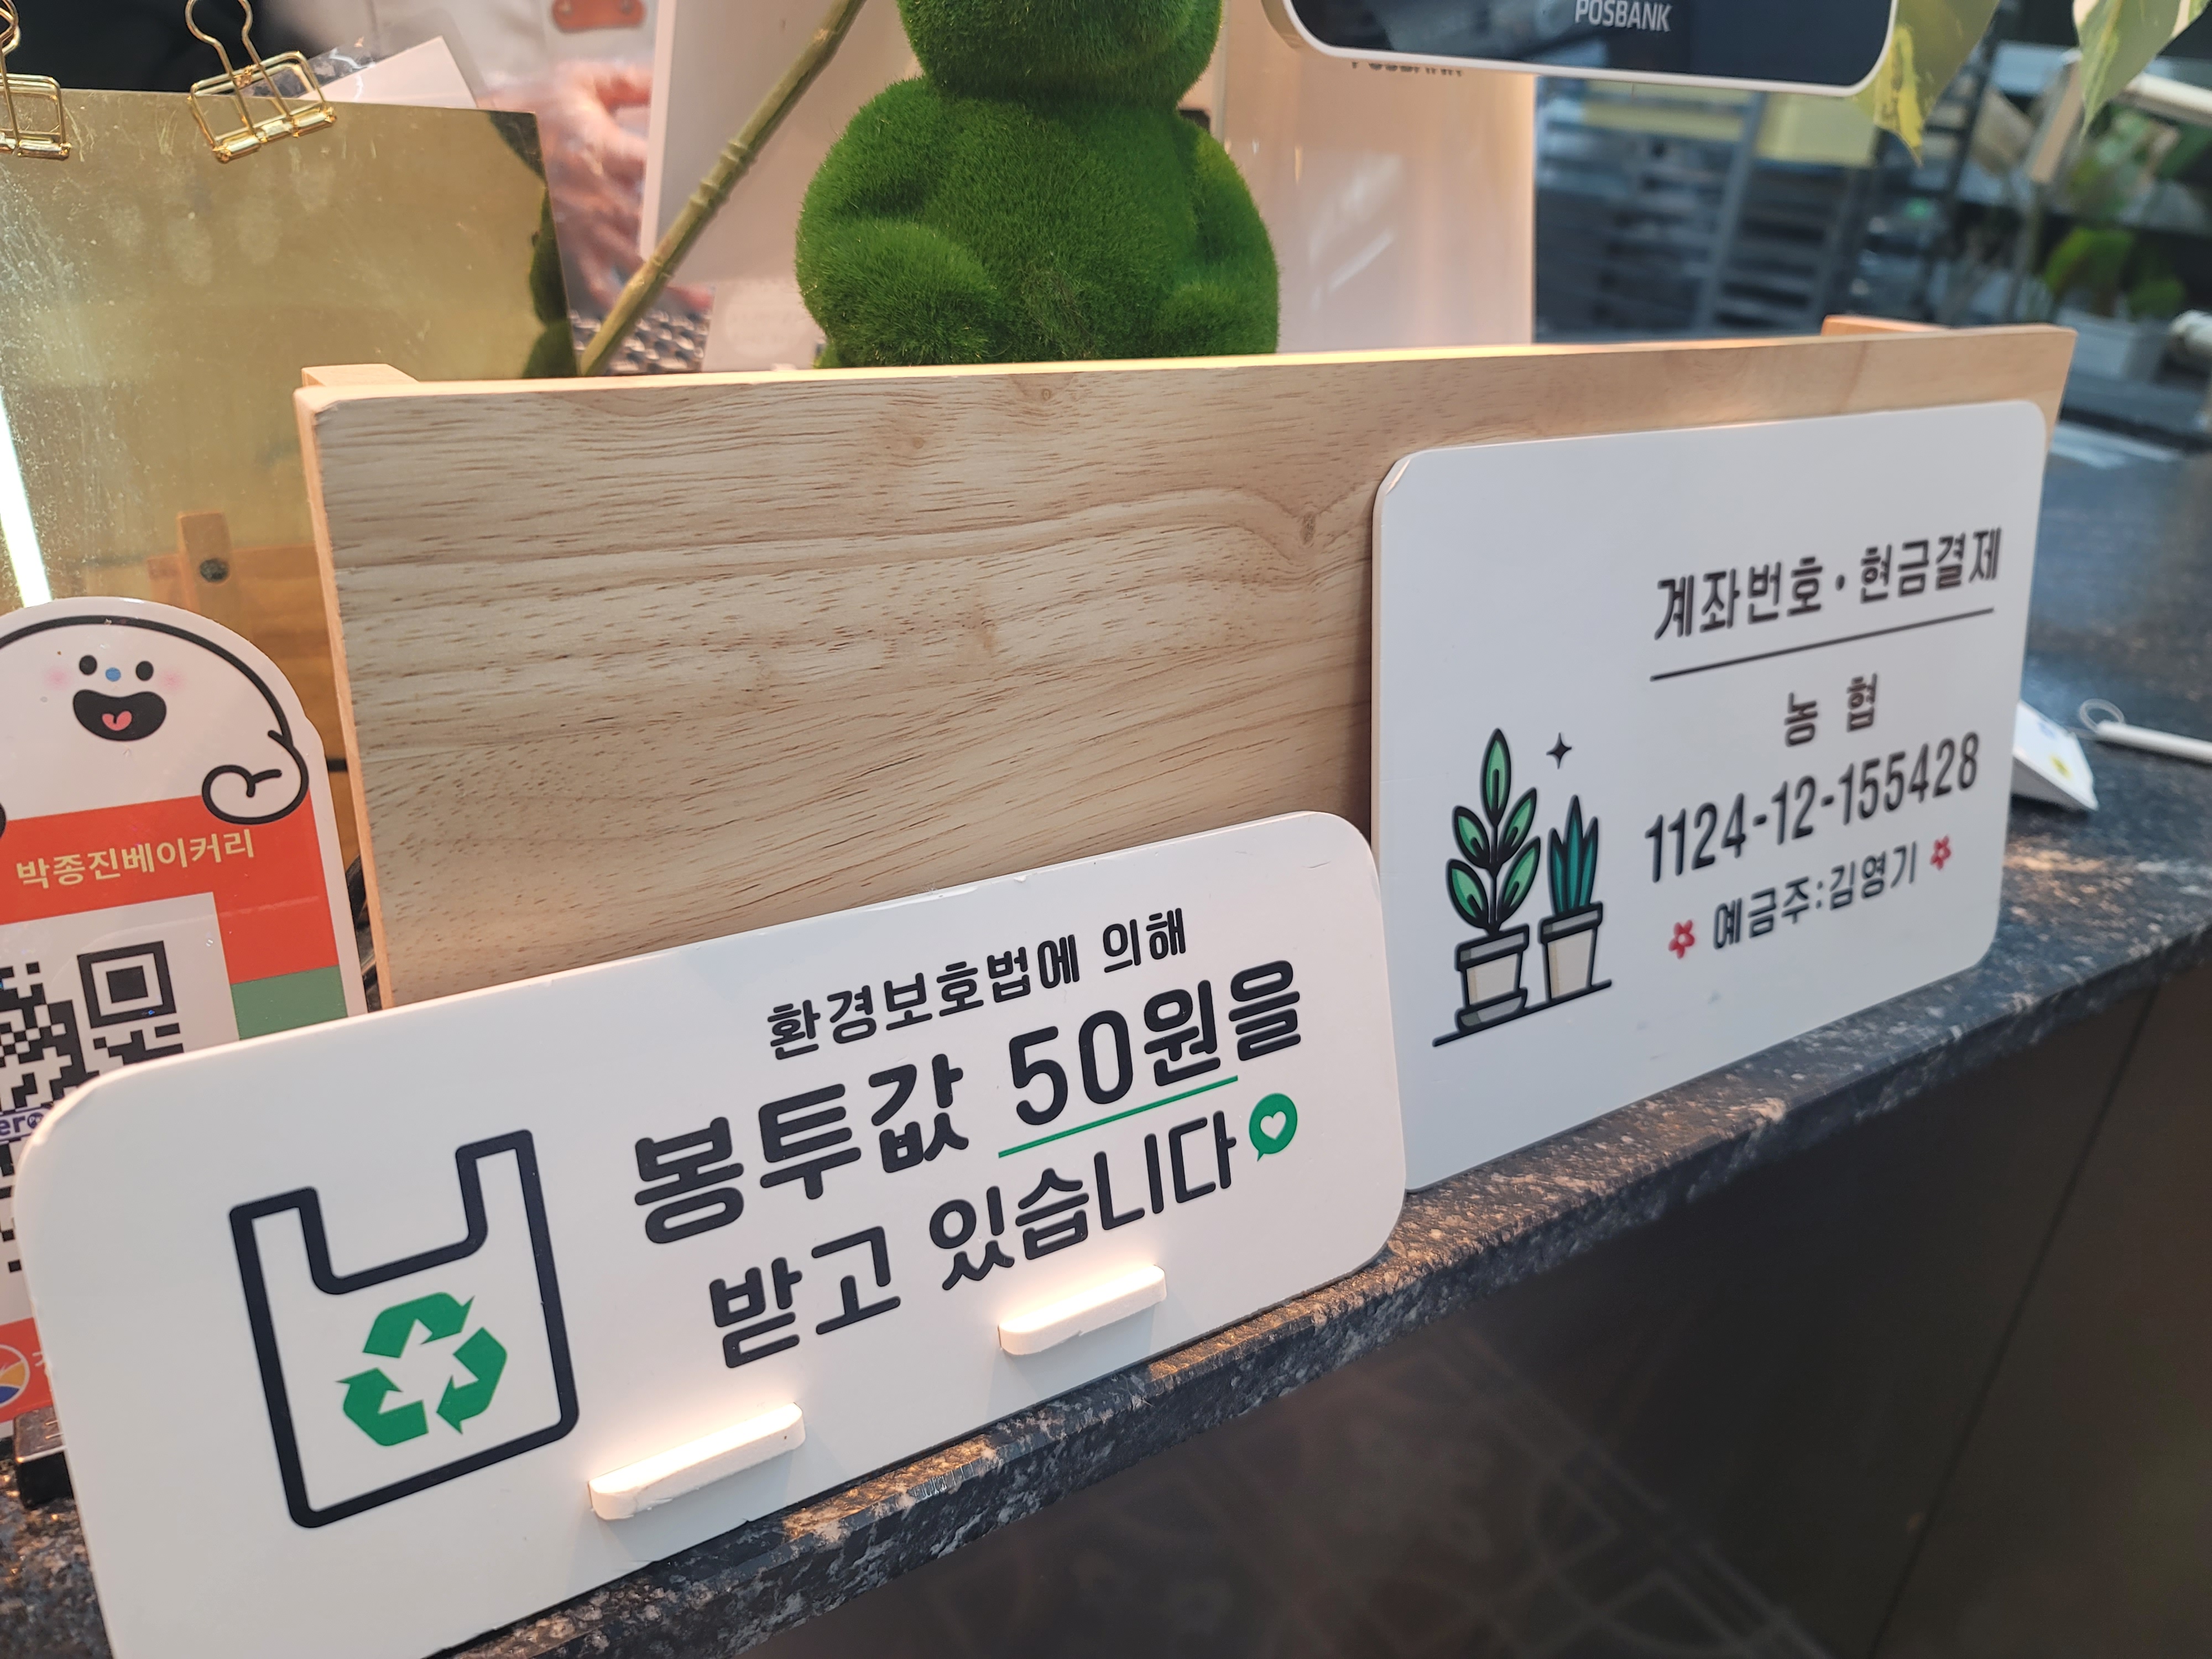 POSBANK
박종진베이커리
환경보호법에 의해
봉투값 50원을
받고 있습니다
계좌번호・현금결제
농 협
1124-12-155428
예금주:김영기